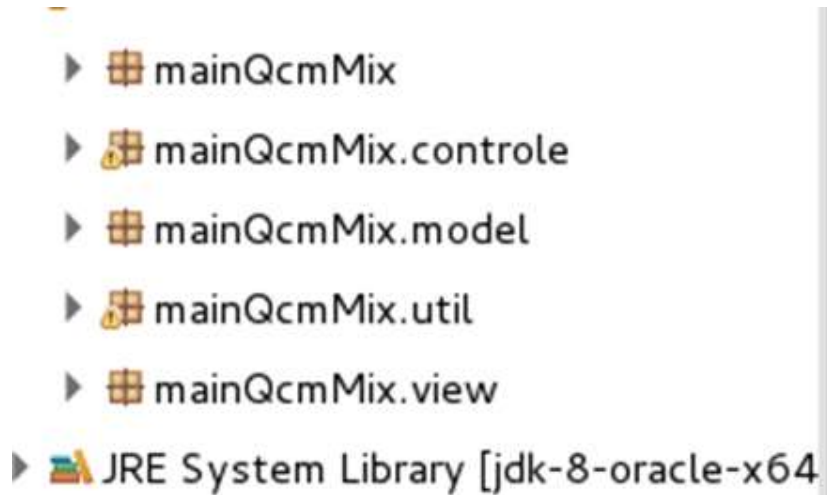 mainQcmMix
mainQcmMix.controle
mainQcmMix.model
mainQcmMix.util
mainQcmMix.view
JRE System Library [jdk-8-oracle-x64